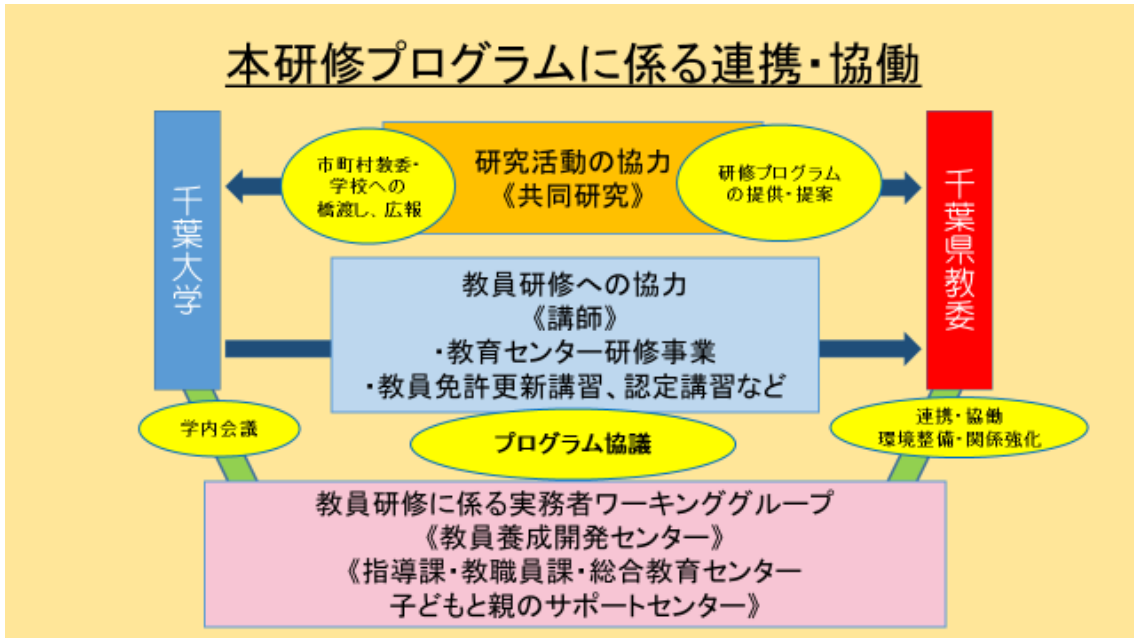 本研修プログラムに係る連携・協働
千葉大学
市町村教委・
学校への
橋渡し、広報
研究活動の協力
《共同研究》
研修プログラム
の提供・提案
千葉県教委
教員研修への協力
《講師》
・教育センター研修事業
・教員免許更新講習、認定講習など
学内会議
プログラム協議
連携・協働
環境整備・関係強化
教員研修に係る実務者ワーキンググループ
《教員養成開発センター》
《指導課・教職員課・総合教育センター
子どもと親のサポートセンター》